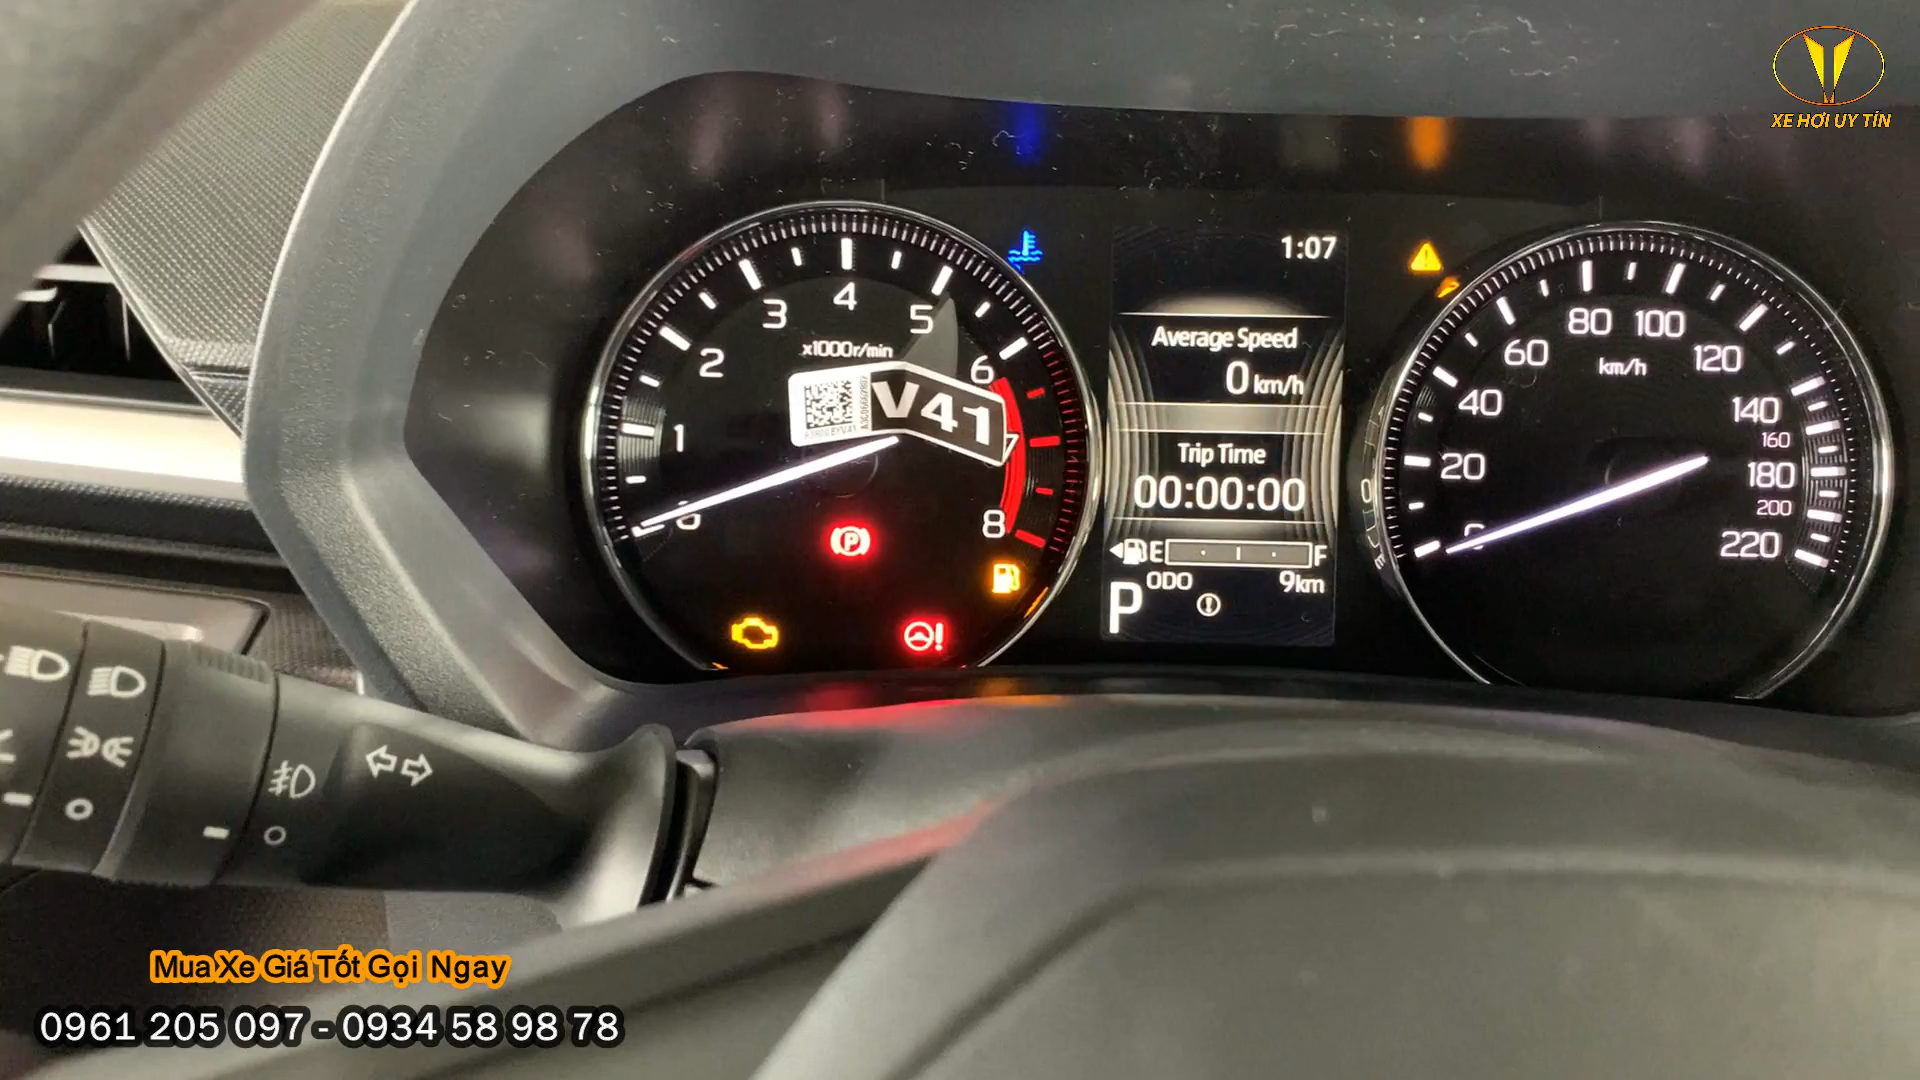 XE HƠI UY TÍN
1:07
Average Speed
0 km/h
Trip Time
00:00:00
E F
P ODO 9km
0 1 2 3 4 5 6 7 8
x1000r/min
V41
P
0 20 40 60 80 100 120 140 160 180 200 220
km/h
Mua Xe Giá Tốt Gọi Ngay
0961 205 097 - 0934 58 98 78